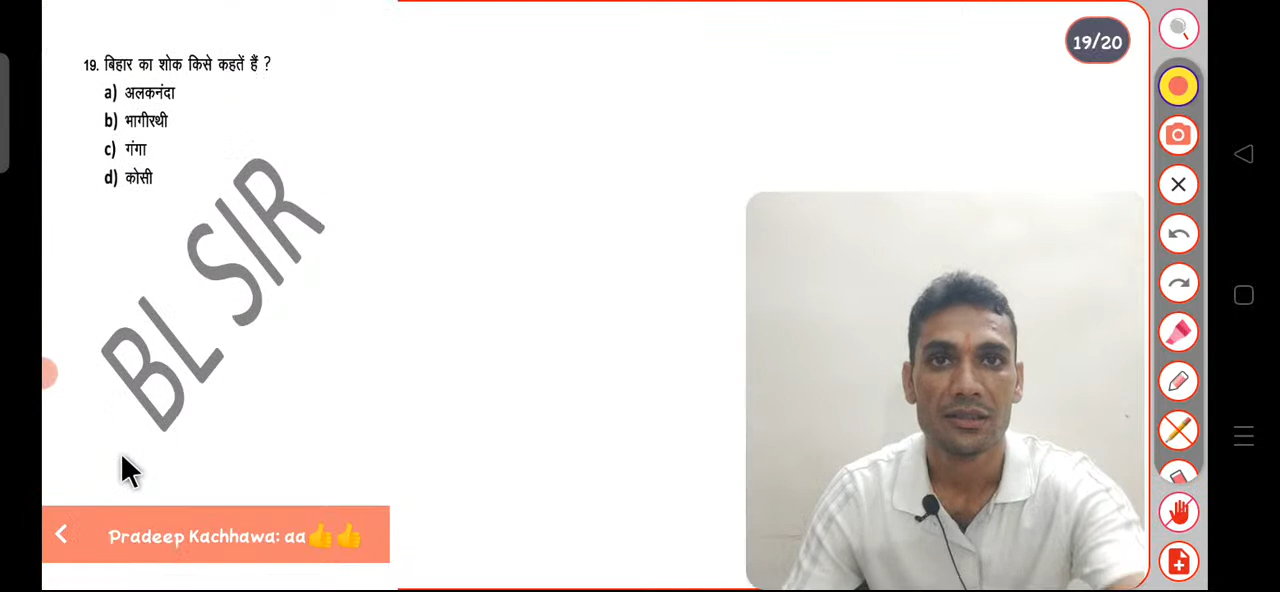 19/20
19. बिहार का शोक किसे कहतें हैं ?
a) अलकनंदा
b) भागीरथी
c) गंगा
d) कोसी
BL SIR
Pradeep Kachhawa: aa👍👍